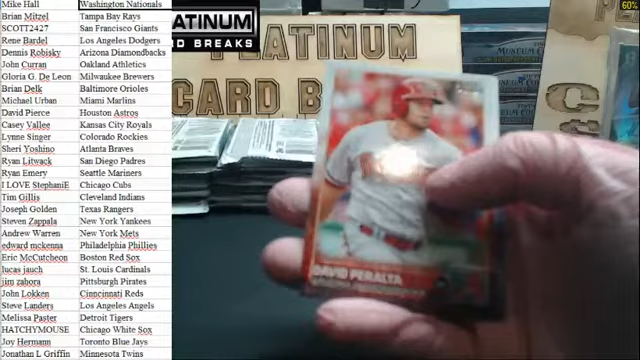 Mike Hall Washington Nationals
Brian Mitzel Tampa Bay Rays
SCOTT2427 San Francisco Giants
Rene Bardel Los Angeles Dodgers
Dennis Robisky Arizona Diamondbacks
John Curran Oakland Athletics
Gloria G. De Leon Milwaukee Brewers
Brian Delk Baltimore Orioles
Michael Urban Miami Marlins
David Pierce Houston Astros
Casey Vallee Kansas City Royals
Lynne Singer Colorado Rockies
Sheri Yoshino Atlanta Braves
Ryan Litwack San Diego Padres
Ryan Emery Seattle Mariners
I LOVE StephaniE Chicago Cubs
Tim Gillis Cleveland Indians
Joseph Golden Texas Rangers
Steven Zappala New York Yankees
Andrew Warren New York Mets
edward mckenna Philadelphia Phillies
Eric McCutcheon Boston Red Sox
lucas jauch St. Louis Cardinals
jim zahora Pittsburgh Pirates
John Lokken Cinncinati Reds
Steve Landers Los Angeles Angels
Melissa Paster Detroit Tigers
HATCHYMOUSE Chicago White Sox
Joy Hermann Toronto Blue Jays
Jonathan L Griffin Minnesota Twins
PLATINUM
CARD BREAKS
PLATINUM
CARD B
DAVID PERALTA
MUSEUM
60%